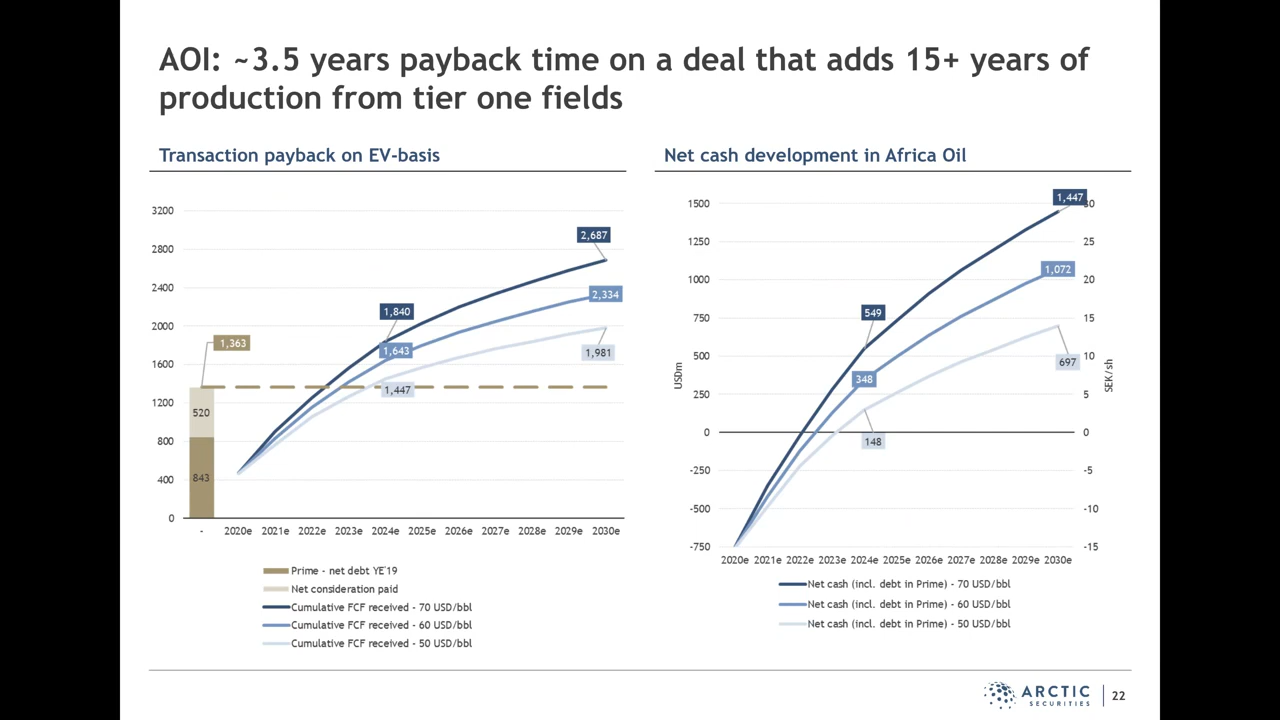 AOI: ~3.5 years payback time on a deal that adds 15+ years of
production from tier one fields
Transaction payback on EV-basis
3200
2800
2400
2000
1600
1200
800
400
0
2,687
2,334
1,981
1,840
1,643
1,447
1,363
520
843
- 2020e 2021e 2022e 2023e 2024e 2025e 2026e 2027e 2028e 2029e 2030e
Prime - net debt YE'19
Net consideration paid
Cumulative FCF received - 70 USD/bbl
Cumulative FCF received - 60 USD/bbl
Cumulative FCF received - 50 USD/bbl
Net cash development in Africa Oil
USDm
1500
1250
1000
750
500
250
0
-250
-500
-750
1,447
1,072
697
549
348
148
30
25
20
15
10
5
0
-5
-10
-15
SEK/sh
2020e 2021e 2022e 2023e 2024e 2025e 2026e 2027e 2028e 2029e 2030e
Net cash (incl. debt in Prime) - 70 USD/bbl
Net cash (incl. debt in Prime) - 60 USD/bbl
Net cash (incl. debt in Prime) - 50 USD/bbl
ARCTIC
SECURITIES
22